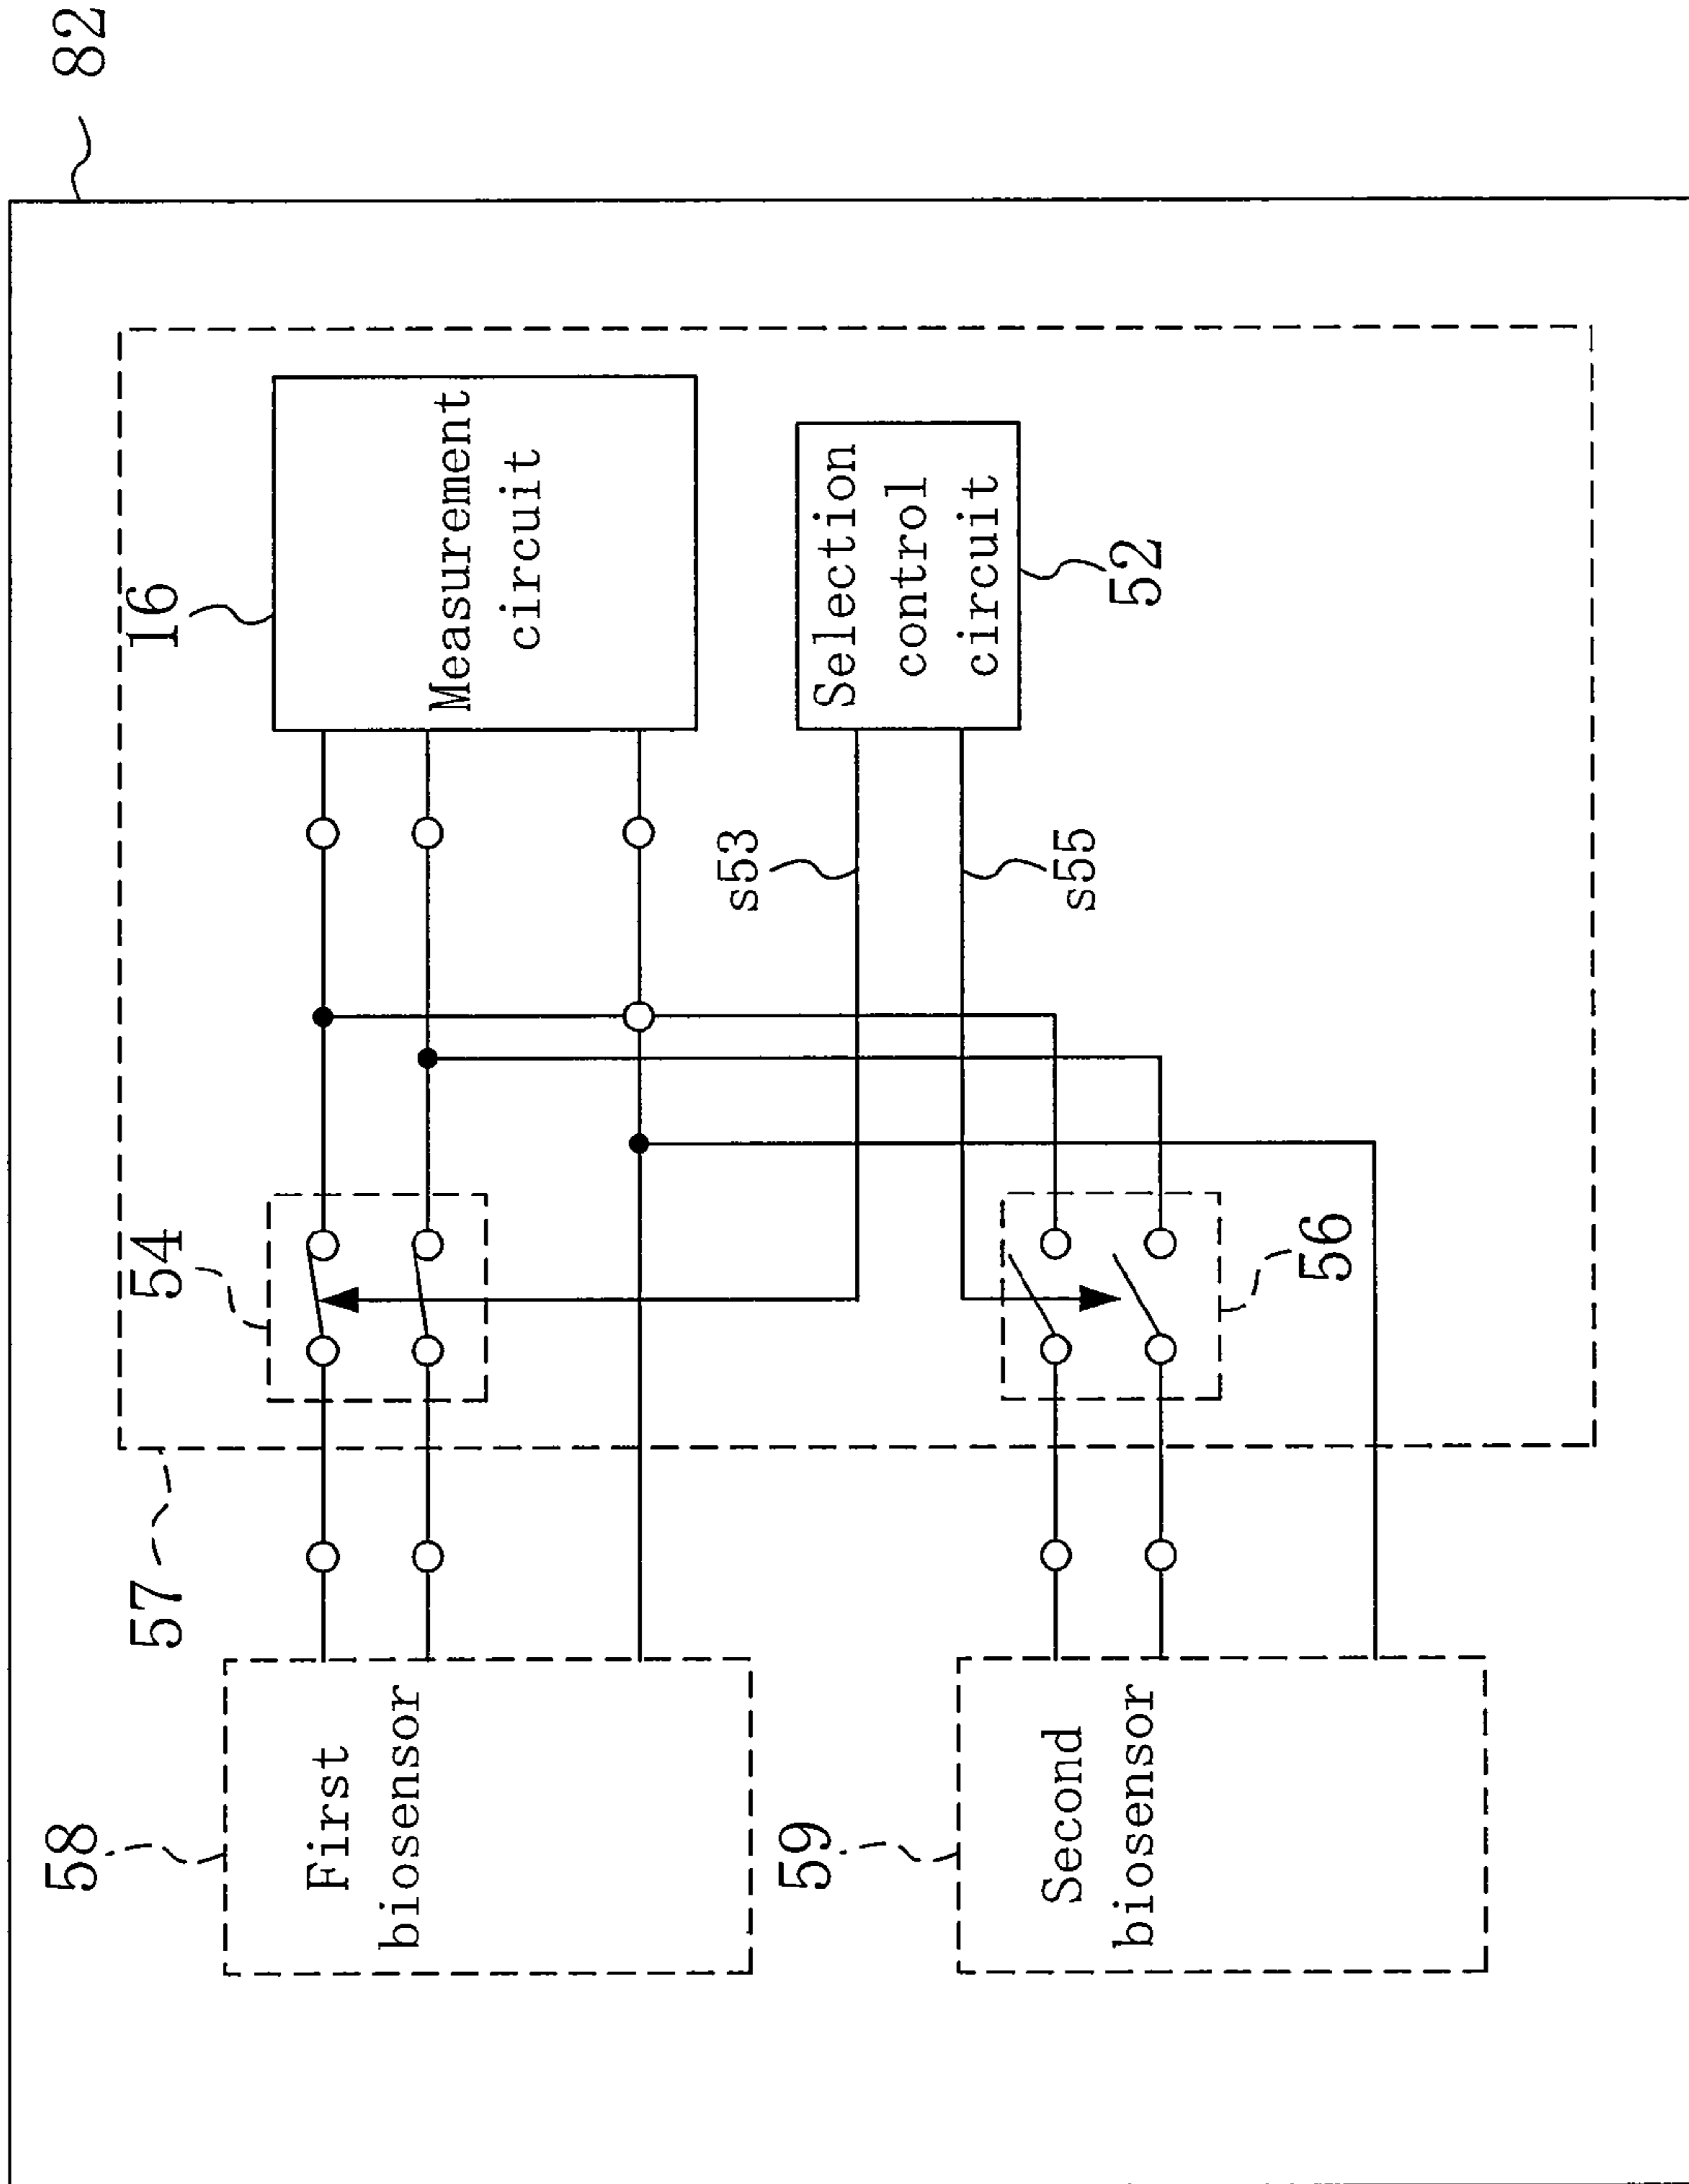 82
57
54
16
58
First
biosensor
Measurement
circuit
s53
Selection
control
circuit
52
59
Second
biosensor
s55
56